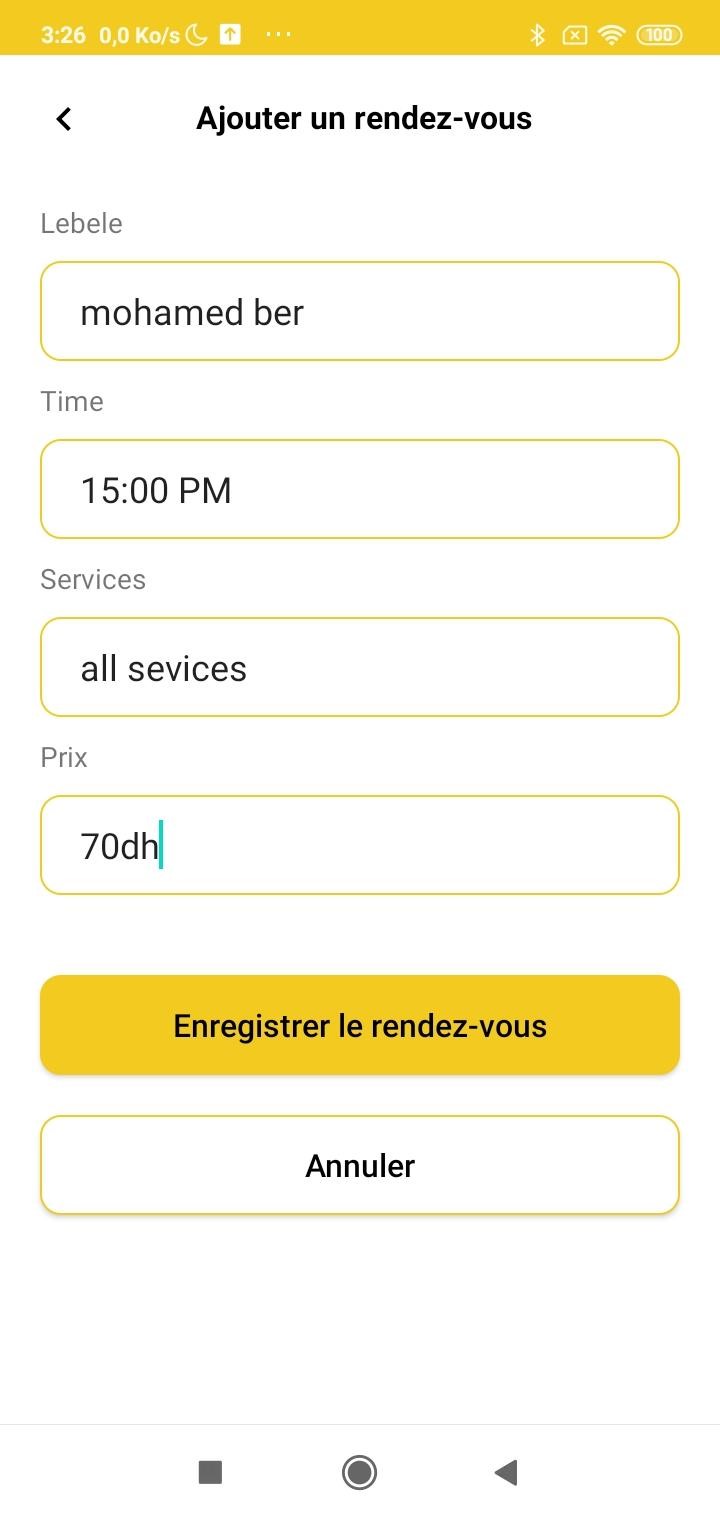 3:26 0,0 Ko/s ... 100
Ajouter un rendez-vous
Lebele
mohamed ber
Time
15:00 PM
Services
all sevices
Prix
70dh
Enregistrer le rendez-vous
Annuler